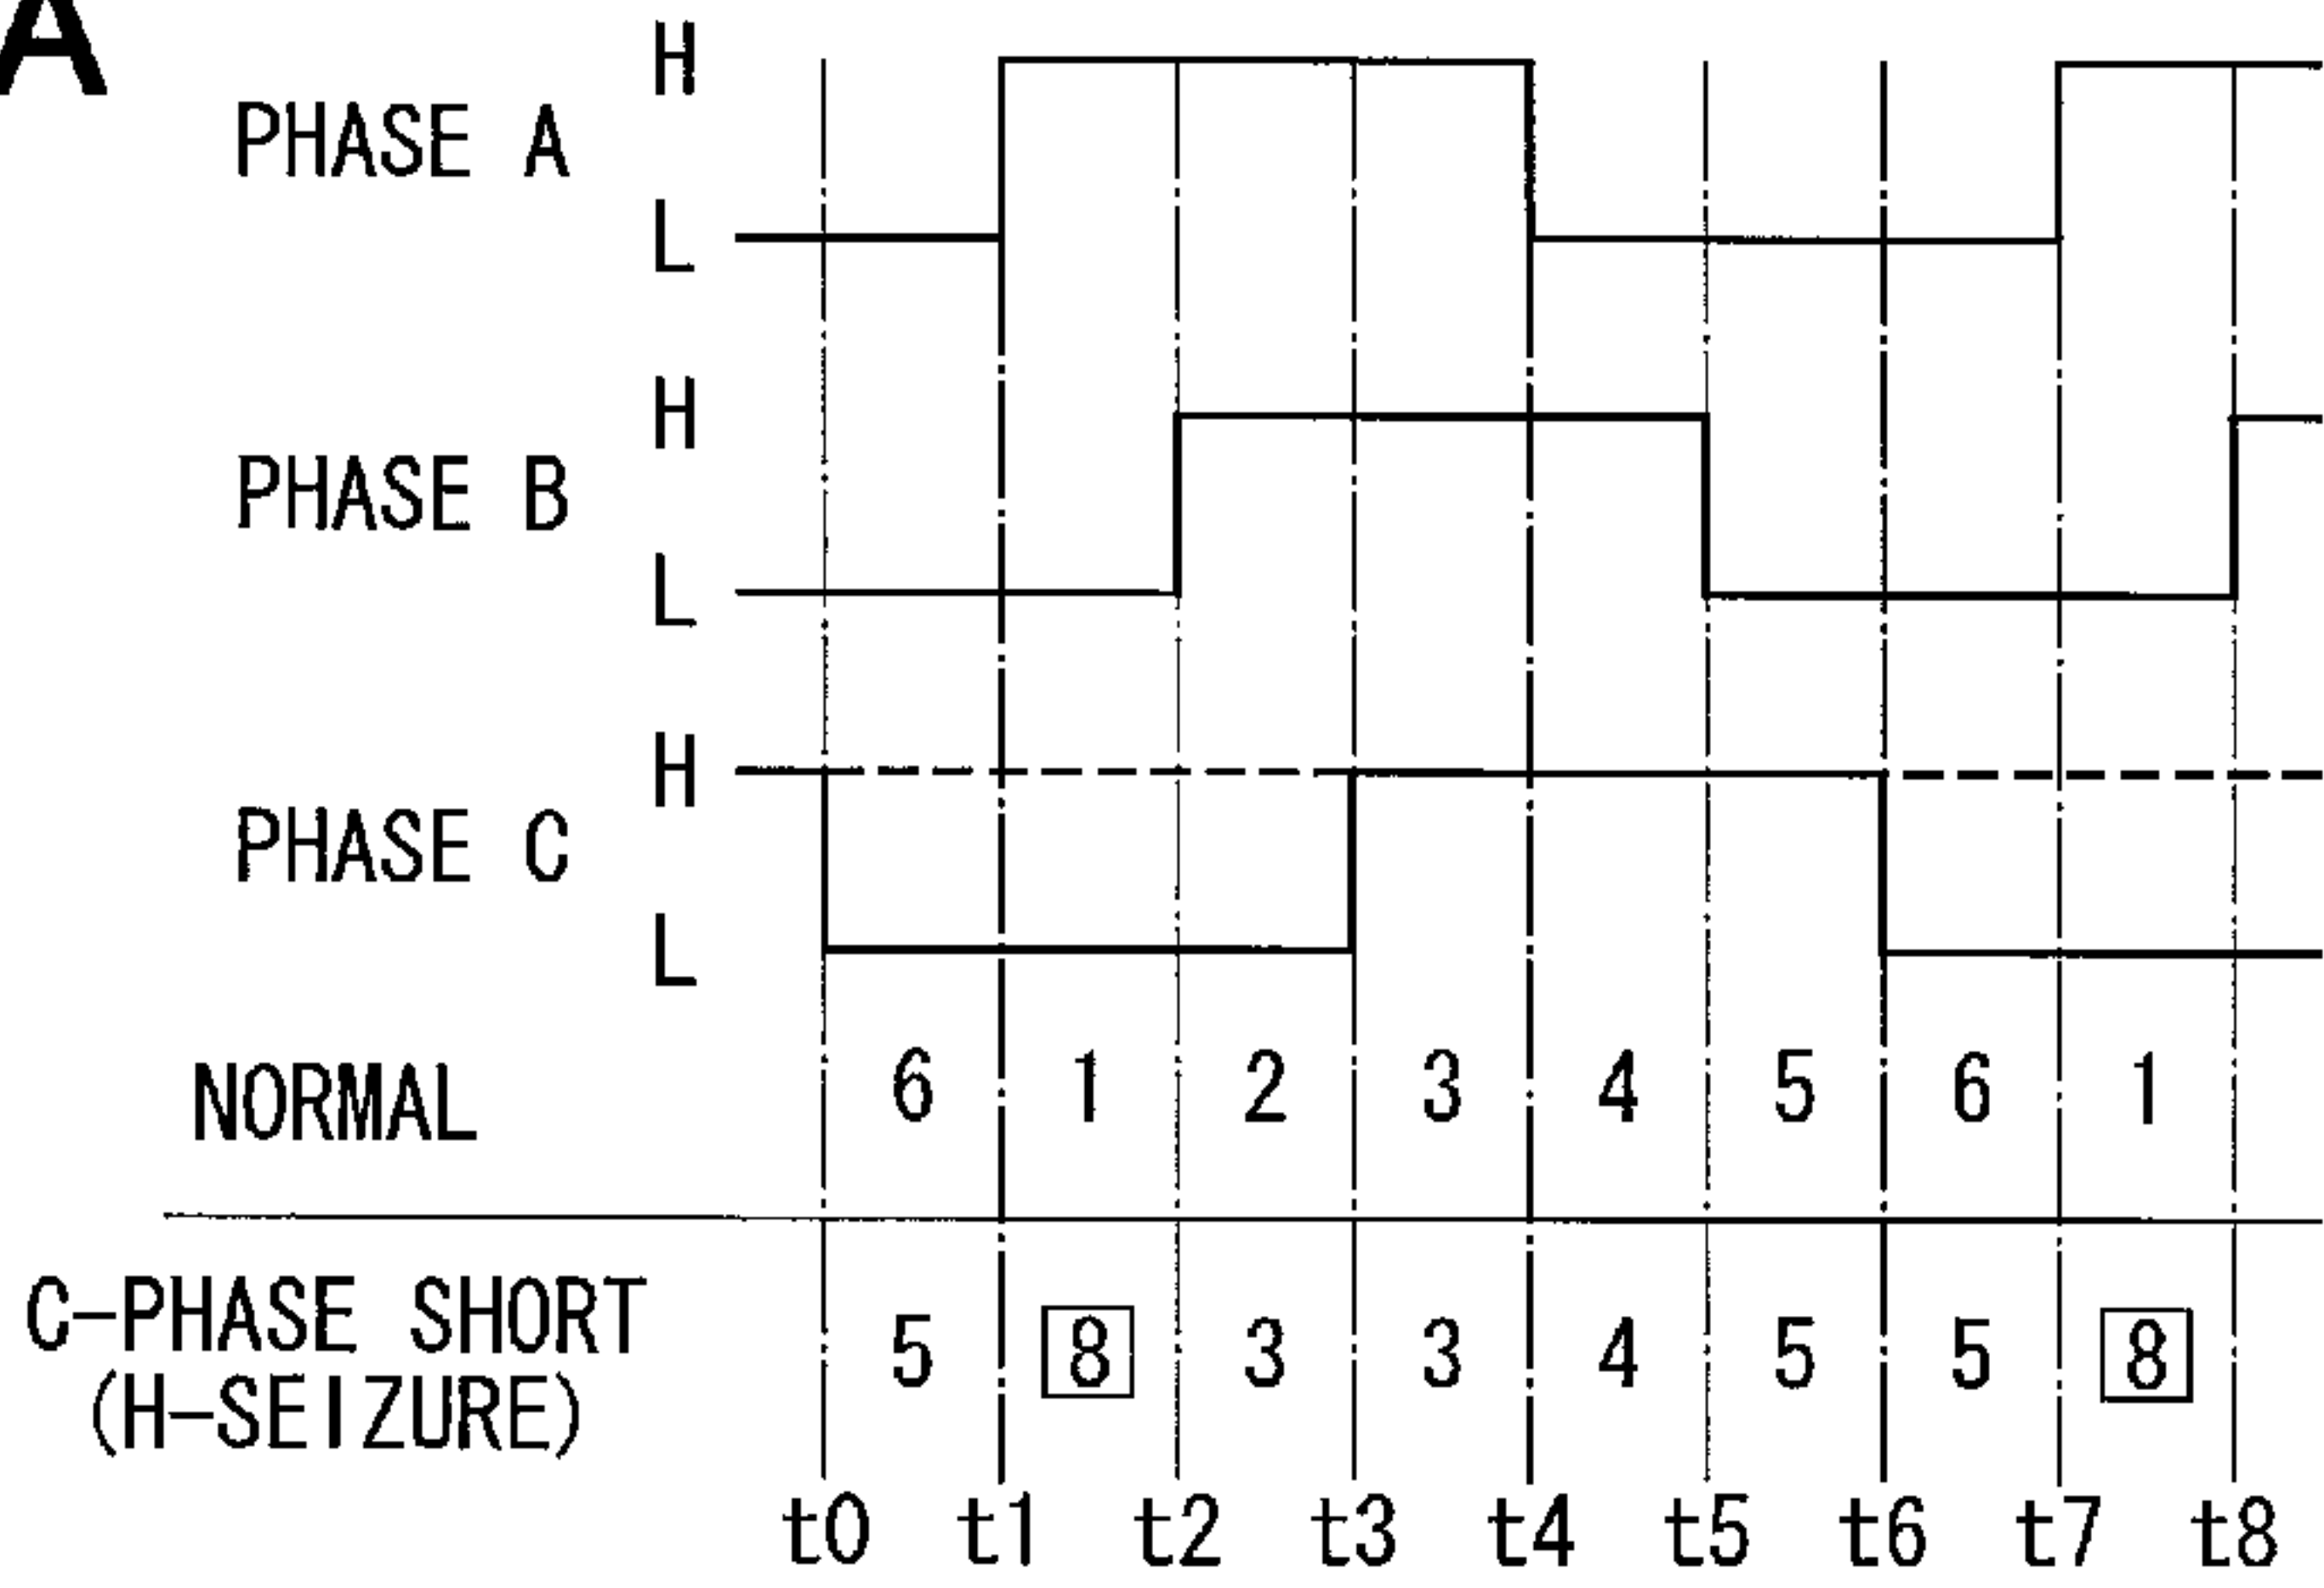 A
H
PHASE A
L
H
PHASE B
L
H
PHASE C
L
NORMAL 6 1 2 3 4 5 6 1
C-PHASE SHORT 5 8 3 3 4 5 5 8
(H-SEIZURE)
t0 t1 t2 t3 t4 t5 t6 t7 t8